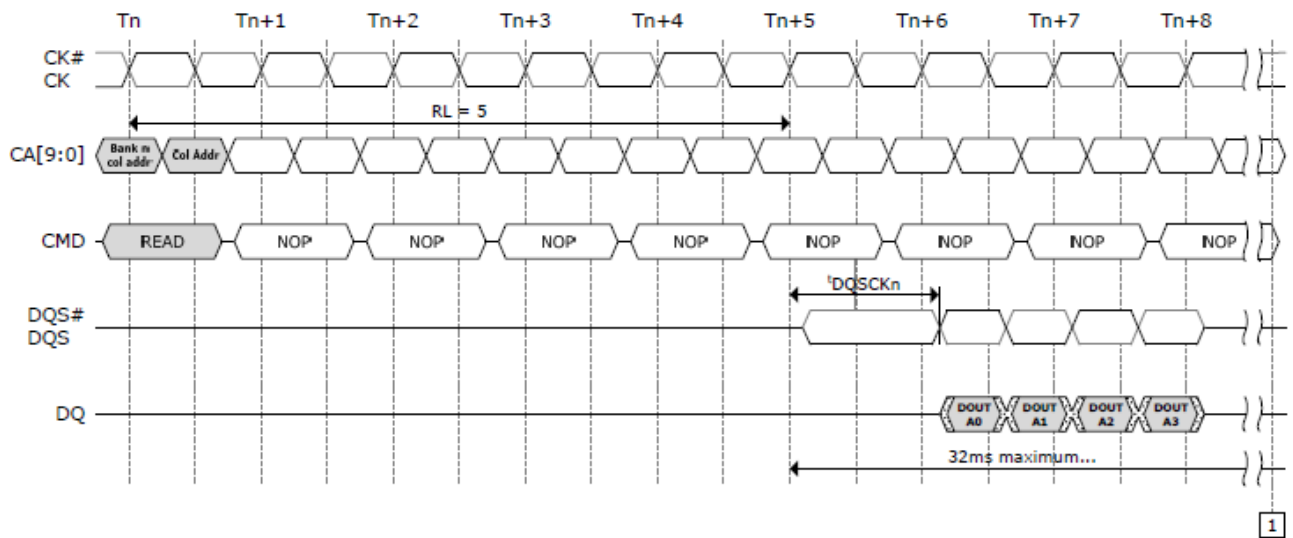 Tn Tn+1 Tn+2 Tn+3 Tn+4 Tn+5 Tn+6 Tn+7 Tn+8
CK#
CK
RL = 5
CA[9:0] Bank n col addr Col Addr
CMD READ NOP NOP NOP NOP NOP NOP NOP NOP
tDQSCKn
DQS#
DQS
DQ DOUT A0 DOUT A1 DOUT A2 DOUT A3
32ms maximum...
1